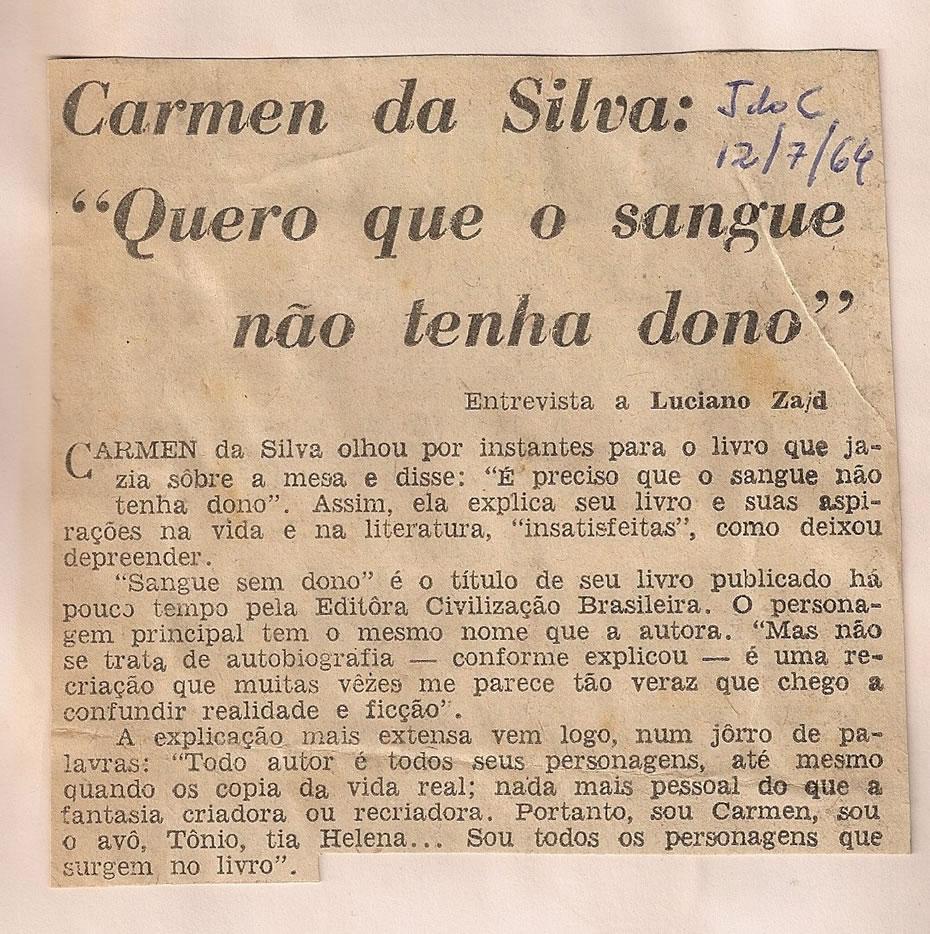 Carmen da Silva:
J do C
12/7/64
“Quero que o sangue
não tenha dono”
Entrevista a Luciano Zajd
CARMEN da Silva olhou por instantes para o livro que ja-
zia sôbre a mesa e disse: “É preciso que o sangue não
tenha dono”. Assim, ela explica seu livro e suas aspi-
rações na vida e na literatura, “insatisfeitas”, como deixou
depreender.
“Sangue sem dono” é o título de seu livro publicado há
pouco tempo pela Editôra Civilização Brasileira. O persona-
gem principal tem o mesmo nome que a autora. “Mas não
se trata de autobiografia — conforme explicou — é uma re-
criação que muitas vêzes me parece tão veraz que chego a
confundir realidade e ficção”.
A explicação mais extensa vem logo, num jôrro de pa-
lavras: “Todo autor é todos seus personagens, até mesmo
quando os copia da vida real; nada mais pessoal do que a
fantasia criadora ou recriadora. Portanto, sou Carmen, sou
o avô, Tônio, tia Helena... Sou todos os personagens que
surgem no livro”.